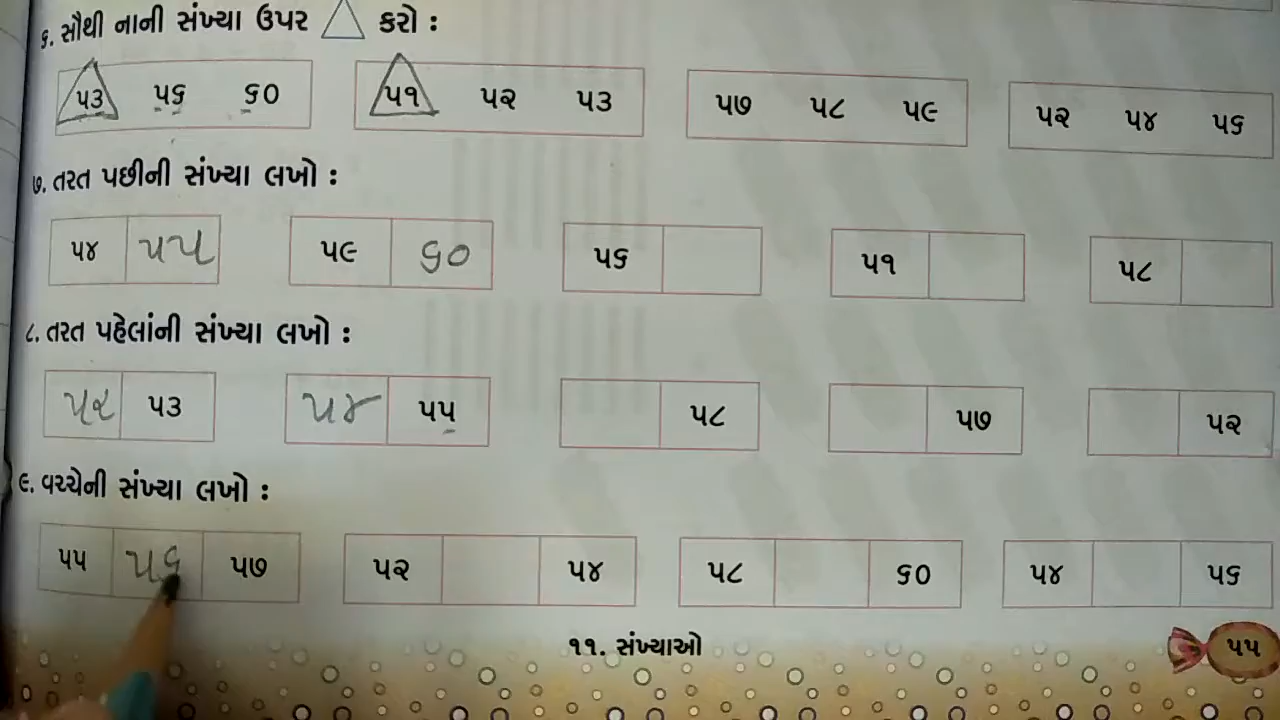 ૬. સૌથી નાની સંખ્યા ઉપર △ કરો :
૫૩ ૫૬ ૬૦ ૫૧ ૫૨ ૫૩ ૫૭ ૫૮ ૫૯ ૫૨ ૫૪ ૫૬
૭. તરત પછીની સંખ્યા લખો :
૫૪ ૫૫ ૫૯ ૬૦ ૫૬ ૫૧ ૫૮
૮. તરત પહેલાંની સંખ્યા લખો :
૫૨ ૫૩ ૫૪ ૫૫ ૫૮ ૫૭ ૫૨
૯. વચ્ચેની સંખ્યા લખો :
૫૫ ૫૬ ૫૭ ૫૨ ૫૪ ૫૮ ૬૦ ૫૪ ૫૬
૧૧. સંખ્યાઓ ૫૫